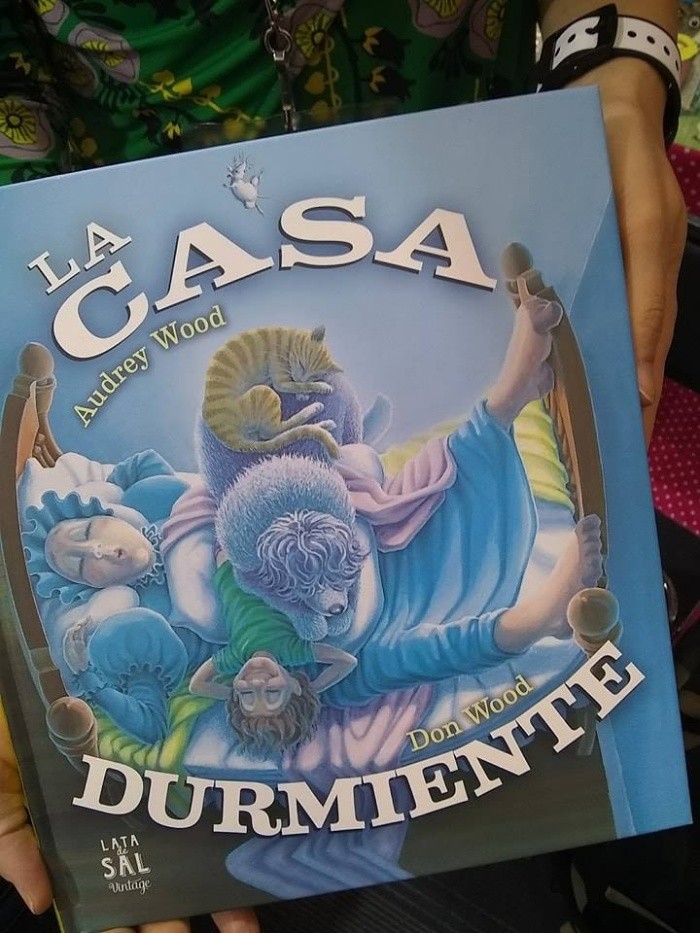 LA
CASA
Audrey Wood
Don Wood
DURMIENTE
LATA
de
SAL
Vintage